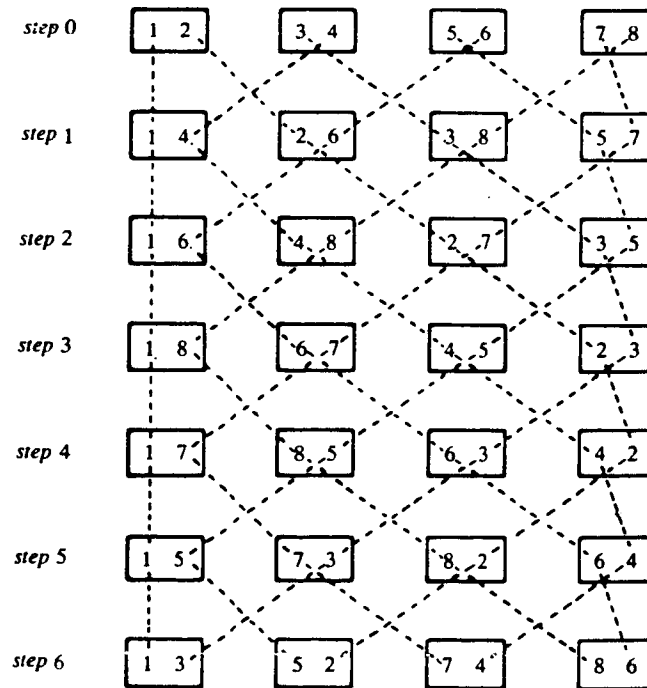 step 0 1 2 3 4 5 6 7 8
step 1 1 4 2 6 3 8 5 7
step 2 1 6 4 8 2 7 3 5
step 3 1 8 6 7 4 5 2 3
step 4 1 7 8 5 6 3 4 2
step 5 1 5 7 3 8 2 6 4
step 6 1 3 5 2 7 4 8 6